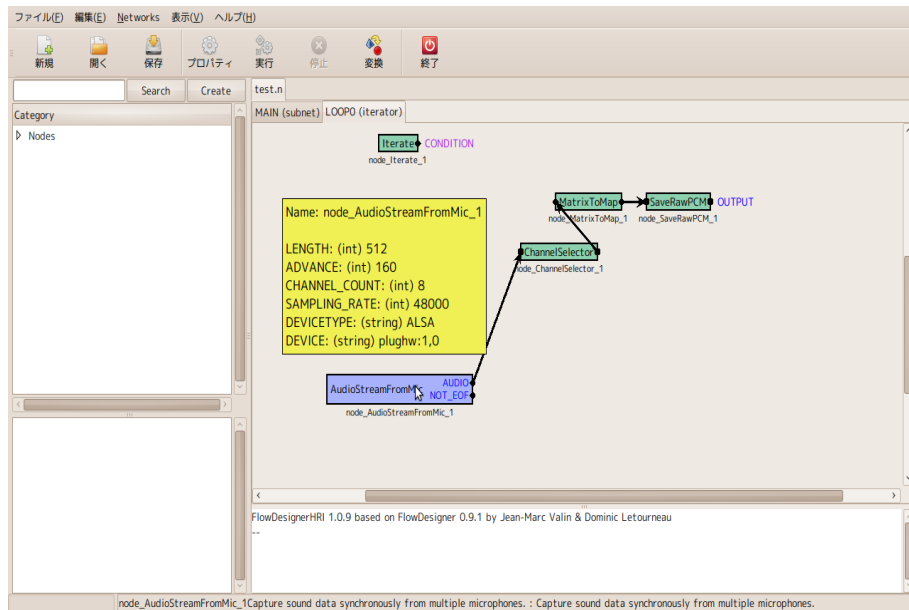 ファイル(F) 編集(E) Networks 表示(V) ヘルプ(H)
新規 開く 保存 プロパティ 実行 停止 変換 終了
Search Create
test.n
Category
MAIN (subnet) LOOP0 (iterator)
Nodes
Iterate CONDITION
node_Iterate_1
MatrixToMap SaveRawPCM OUTPUT
node_MatrixToMap_1 node_SaveRawPCM_1
Name: node_AudioStreamFromMic_1
LENGTH: (int) 512
ADVANCE: (int) 160
CHANNEL_COUNT: (int) 8
SAMPLING_RATE: (int) 48000
DEVICETYPE: (string) ALSA
DEVICE: (string) plughw:1,0
ChannelSelector
node_ChannelSelector_1
AudioStreamFromMic AUDIO
NOT_EOF
node_AudioStreamFromMic_1
FlowDesignerHRI 1.0.9 based on FlowDesigner 0.9.1 by Jean-Marc Valin & Dominic Letourneau
--
node_AudioStreamFromMic_1Capture sound data synchronously from multiple microphones. : Capture sound data synchronously from multiple microphones.